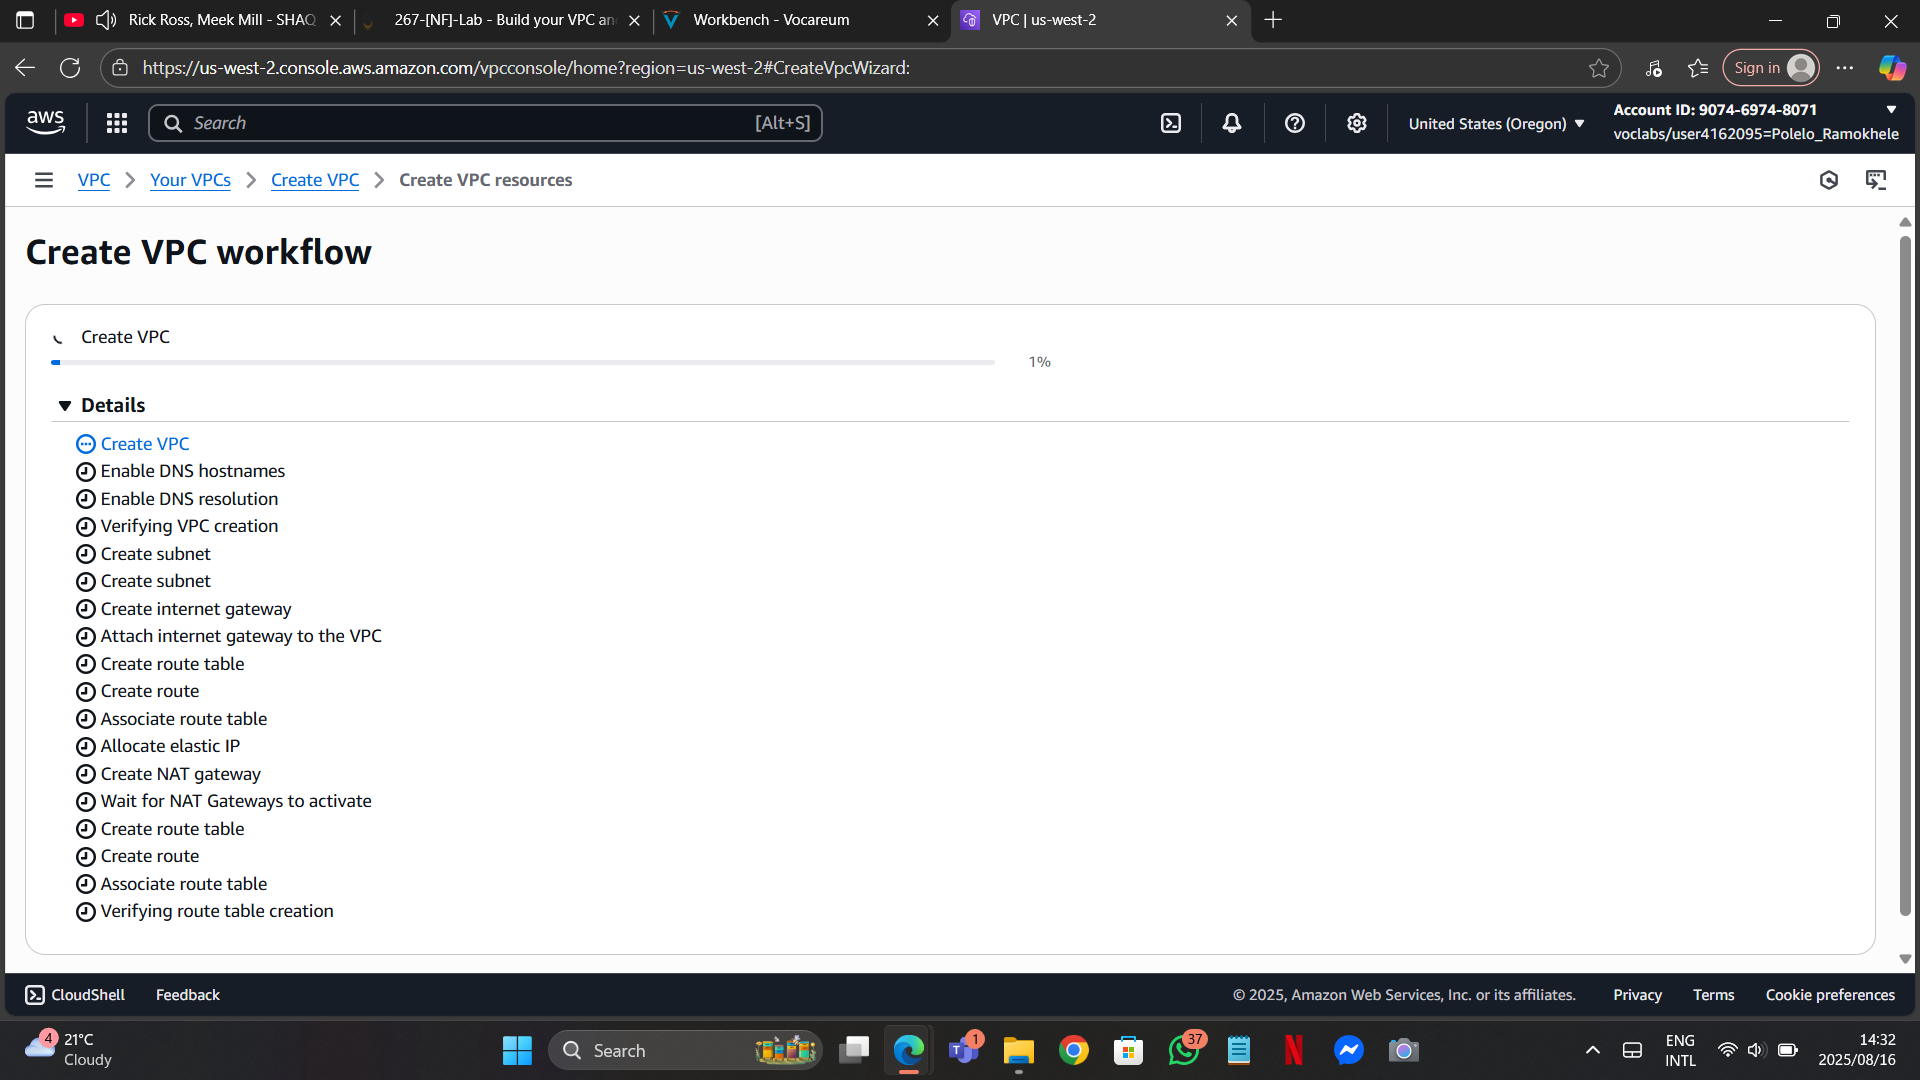 Rick Ross, Meek Mill - SHAQ
267-[NF]-Lab - Build your VPC an
Workbench - Vocareum
VPC | us-west-2
https://us-west-2.console.aws.amazon.com/vpcconsole/home?region=us-west-2#CreateVpcWizard:
Sign in
aws
Search
[Alt+S]
United States (Oregon)
Account ID: 9074-6974-8071
voclabs/user4162095=Polelo_Ramokhele
VPC
Your VPCs
Create VPC
Create VPC resources
Create VPC workflow
Create VPC
1%
Details
Create VPC
Enable DNS hostnames
Enable DNS resolution
Verifying VPC creation
Create subnet
Create subnet
Create internet gateway
Attach internet gateway to the VPC
Create route table
Create route
Associate route table
Allocate elastic IP
Create NAT gateway
Wait for NAT Gateways to activate
Create route table
Create route
Associate route table
Verifying route table creation
CloudShell
Feedback
© 2025, Amazon Web Services, Inc. or its affiliates.
Privacy
Terms
Cookie preferences
4
21°C
Cloudy
Search
1
37
ENG
INTL
14:32
2025/08/16